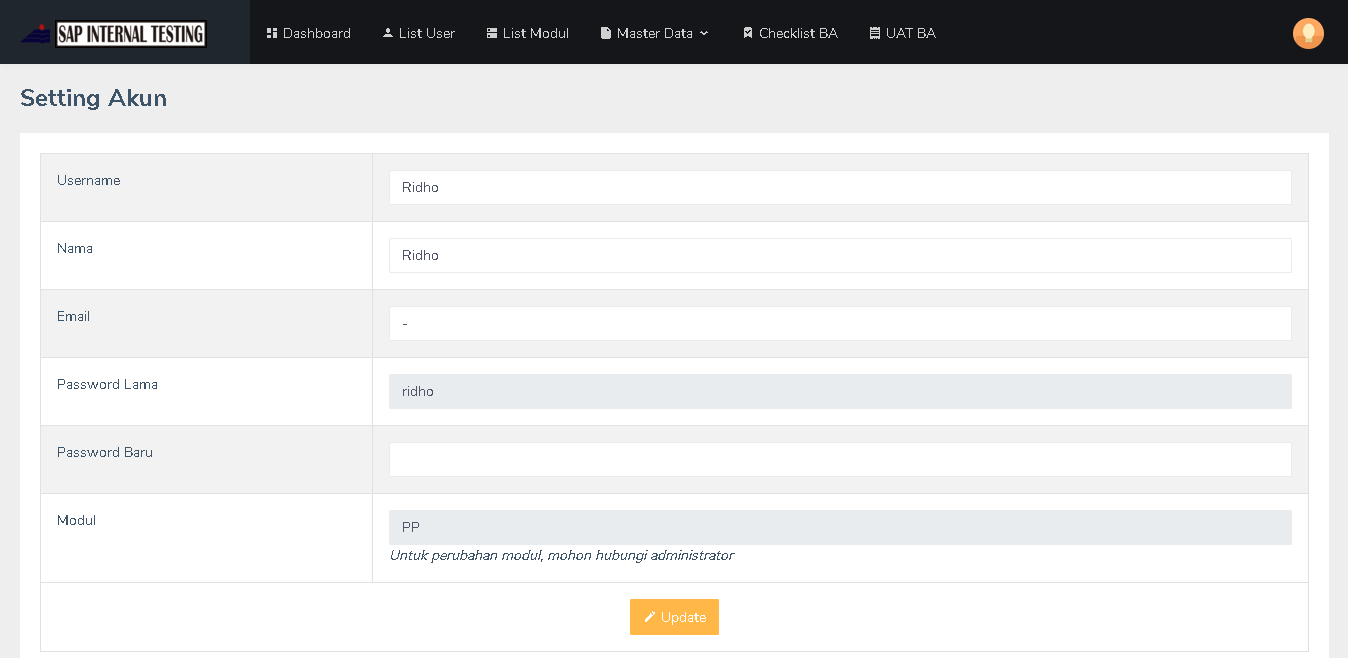 SAP INTERNAL TESTING Dashboard List User List Modul Master Data Checklist BA UAT BA
Setting Akun
Username Ridho
Nama Ridho
Email -
Password Lama ridho
Password Baru
Modul PP
Untuk perubahan modul, mohon hubungi administrator
Update